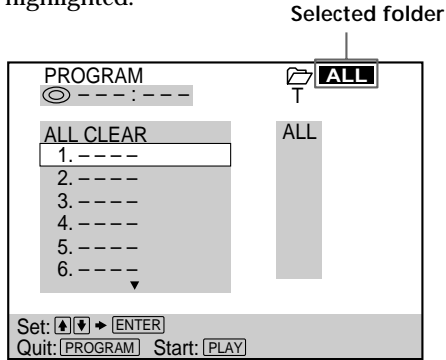 highlighted.
Selected folder
PROGRAM
ALL
– – – : – – –
T
ALL CLEAR
ALL
1. – – – –
2. – – – –
3. – – – –
4. – – – –
5. – – – –
6. – – – –
Set: ENTER
Quit: PROGRAM Start: PLAY